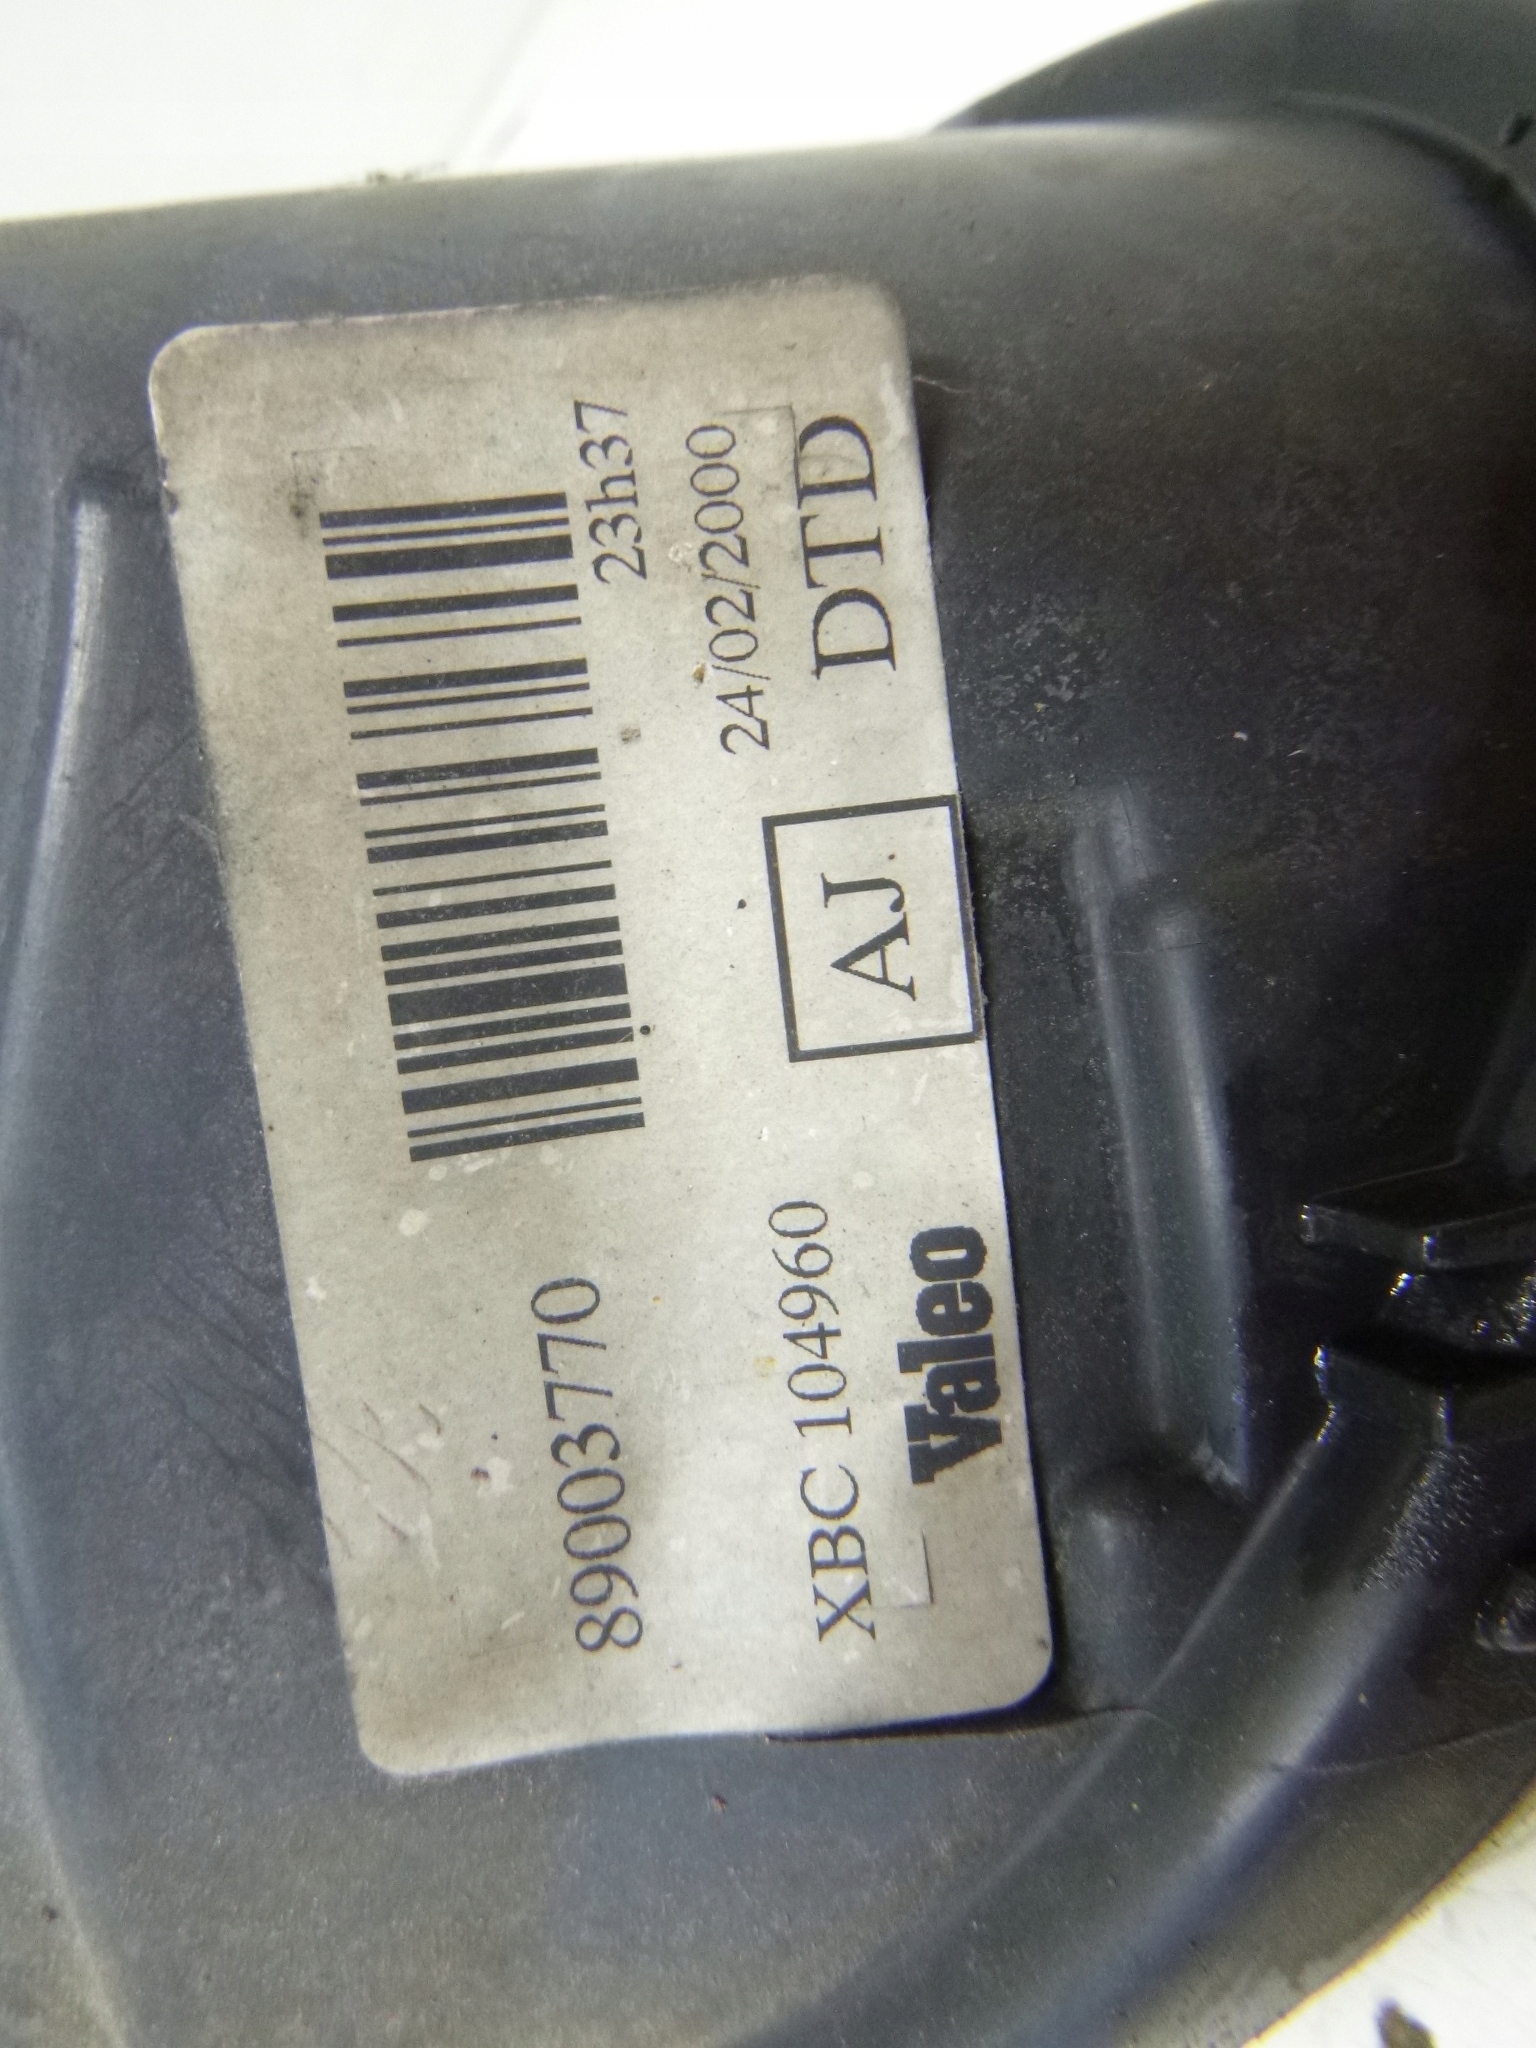 89003770
23h37
XBC 104960
24/02/2000
Valeo
AJ
DTD